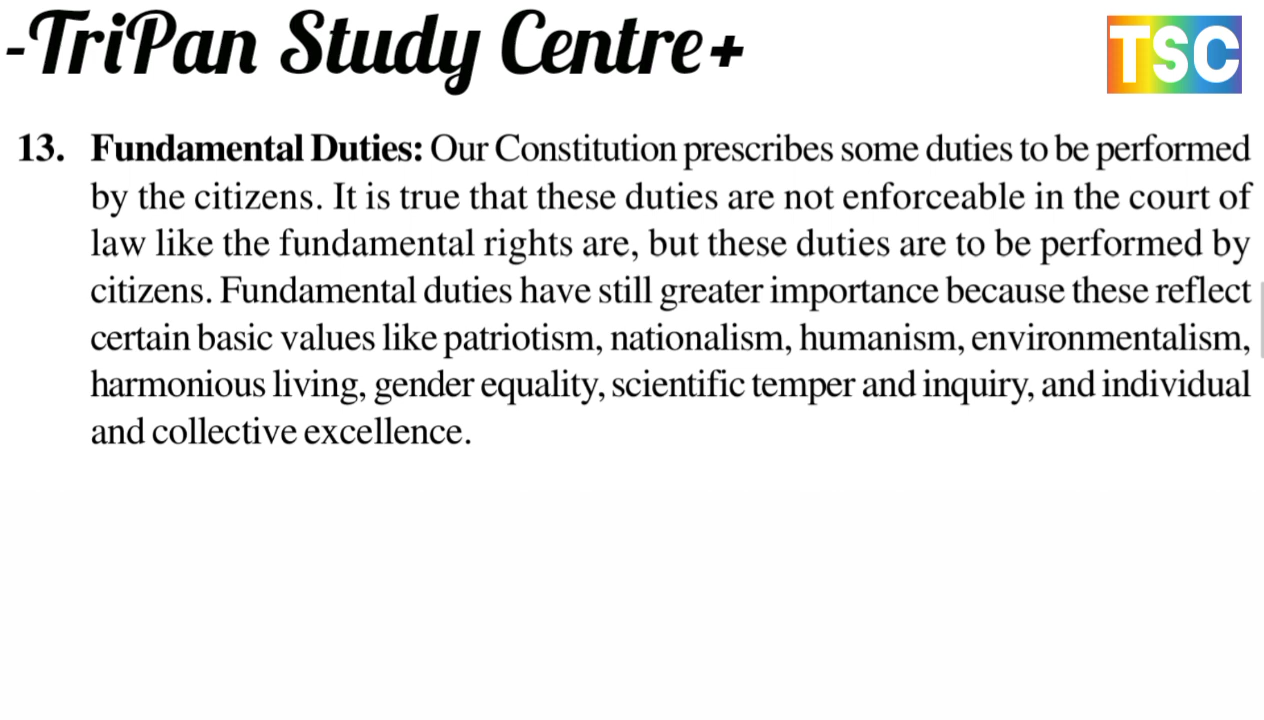 -TriPan Study Centre+
TSC
13. Fundamental Duties: Our Constitution prescribes some duties to be performed
by the citizens. It is true that these duties are not enforceable in the court of
law like the fundamental rights are, but these duties are to be performed by
citizens. Fundamental duties have still greater importance because these reflect
certain basic values like patriotism, nationalism, humanism, environmentalism,
harmonious living, gender equality, scientific temper and inquiry, and individual
and collective excellence.